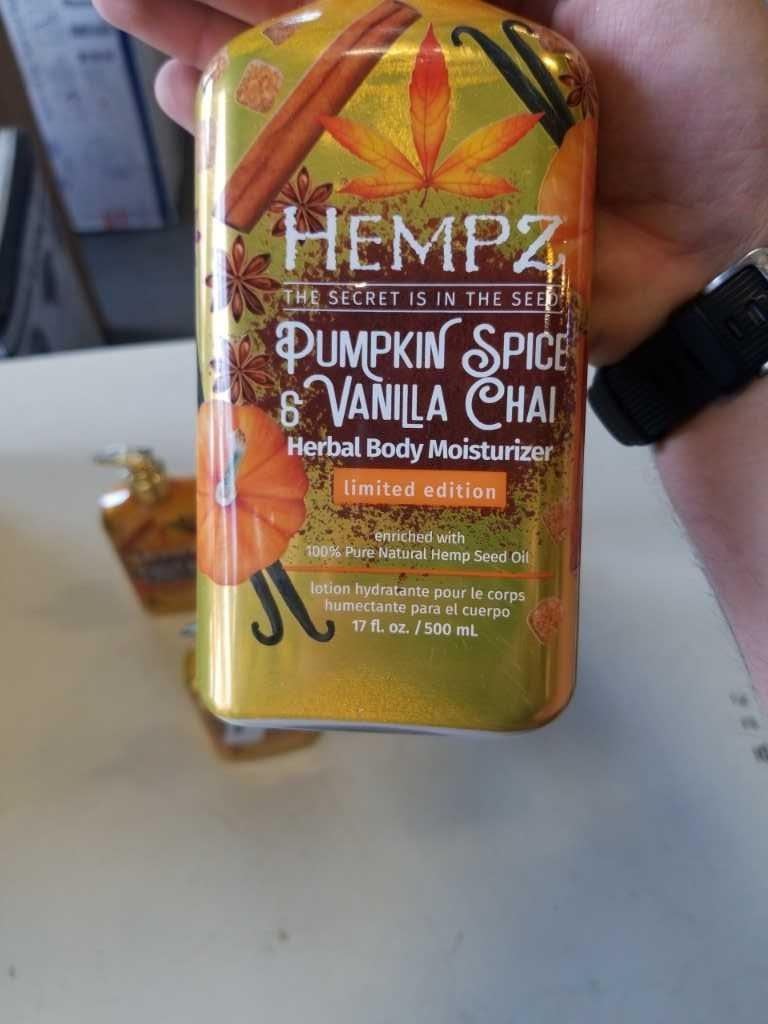 HEMPZ
THE SECRET IS IN THE SEED
PUMPKIN SPICE
& VANILLA CHAI
Herbal Body Moisturizer
limited edition
enriched with
100% Pure Natural Hemp Seed Oil
lotion hydratante pour le corps
humectante para el cuerpo
17 fl. oz. / 500 mL